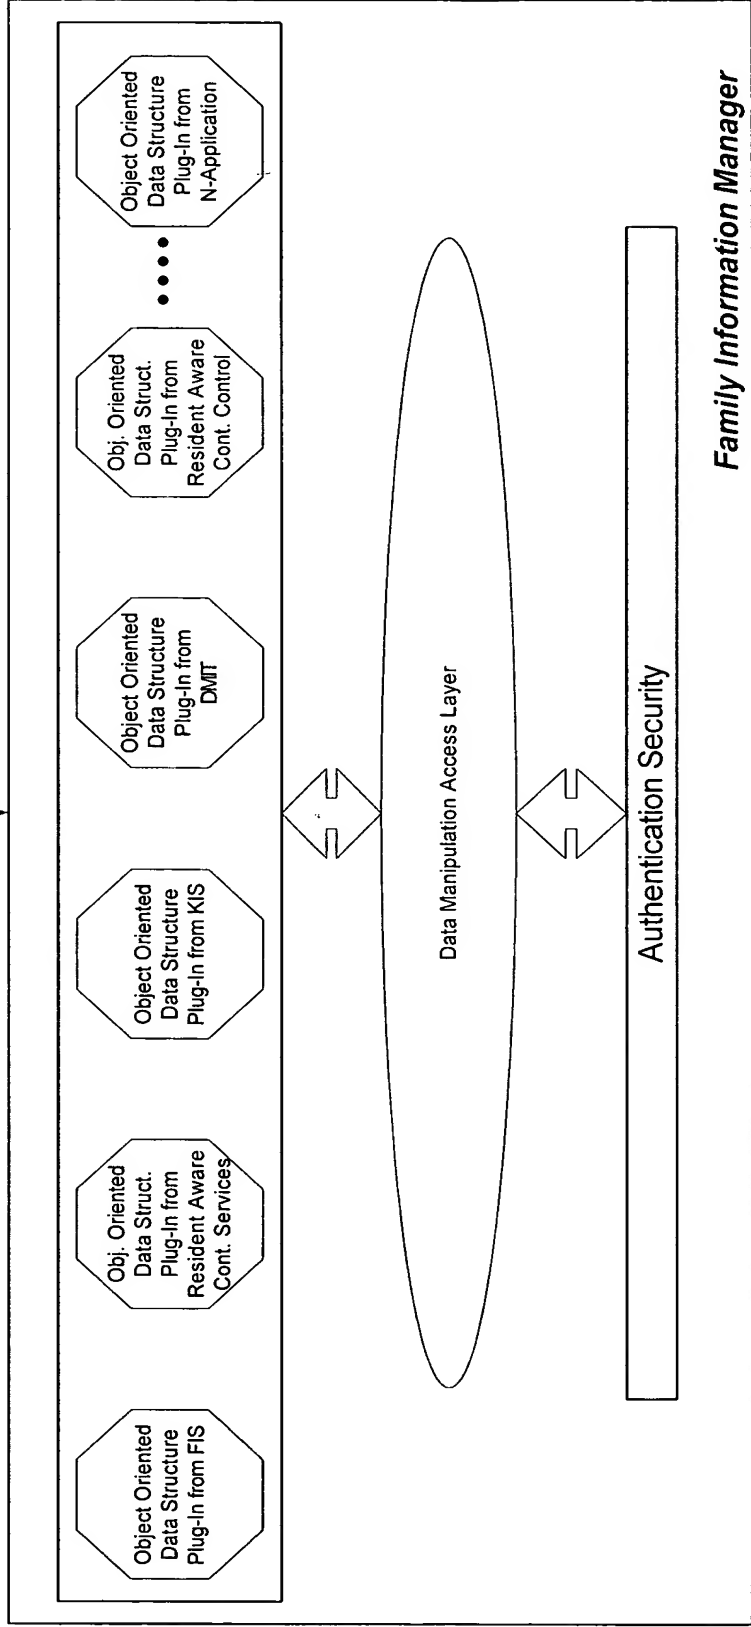 Object Oriented
Data Structure
Plug-In from FIS
Obj. Oriented
Data Struct.
Plug-In from
Resident Aware
Cont. Services
Object Oriented
Data Structure
Plug-In from KIS
Object Oriented
Data Structure
Plug-In from
DMIT
Obj. Oriented
Data Struct.
Plug-In from
Resident Aware
Cont. Control
Object Oriented
Data Structure
Plug-In from
N-Application
Data Manipulation Access Layer
Authentication Security
Family Information Manager